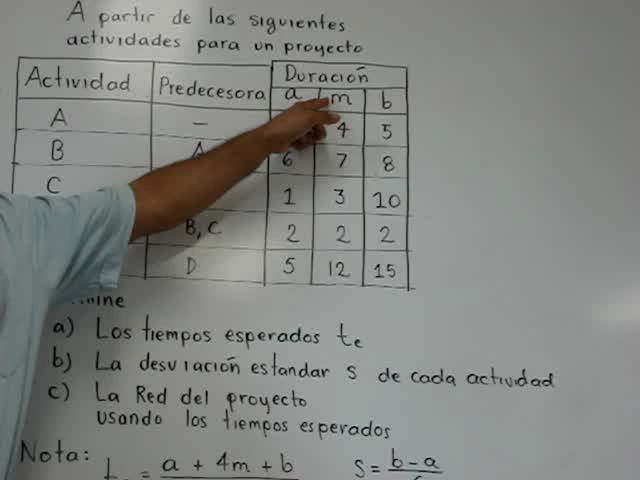 A partir de las siguientes
actividades para un proyecto
Actividad Predecesora Duración
a m b
A – 4 5
B A 6 7 8
C 1 3 10
B, C 2 2 2
D 5 12 15
a) Los tiempos esperados te
b) La desviación estandar s de cada actividad
c) La Red del proyecto
usando los tiempos esperados
Nota: t = a + 4m + b s = b - a